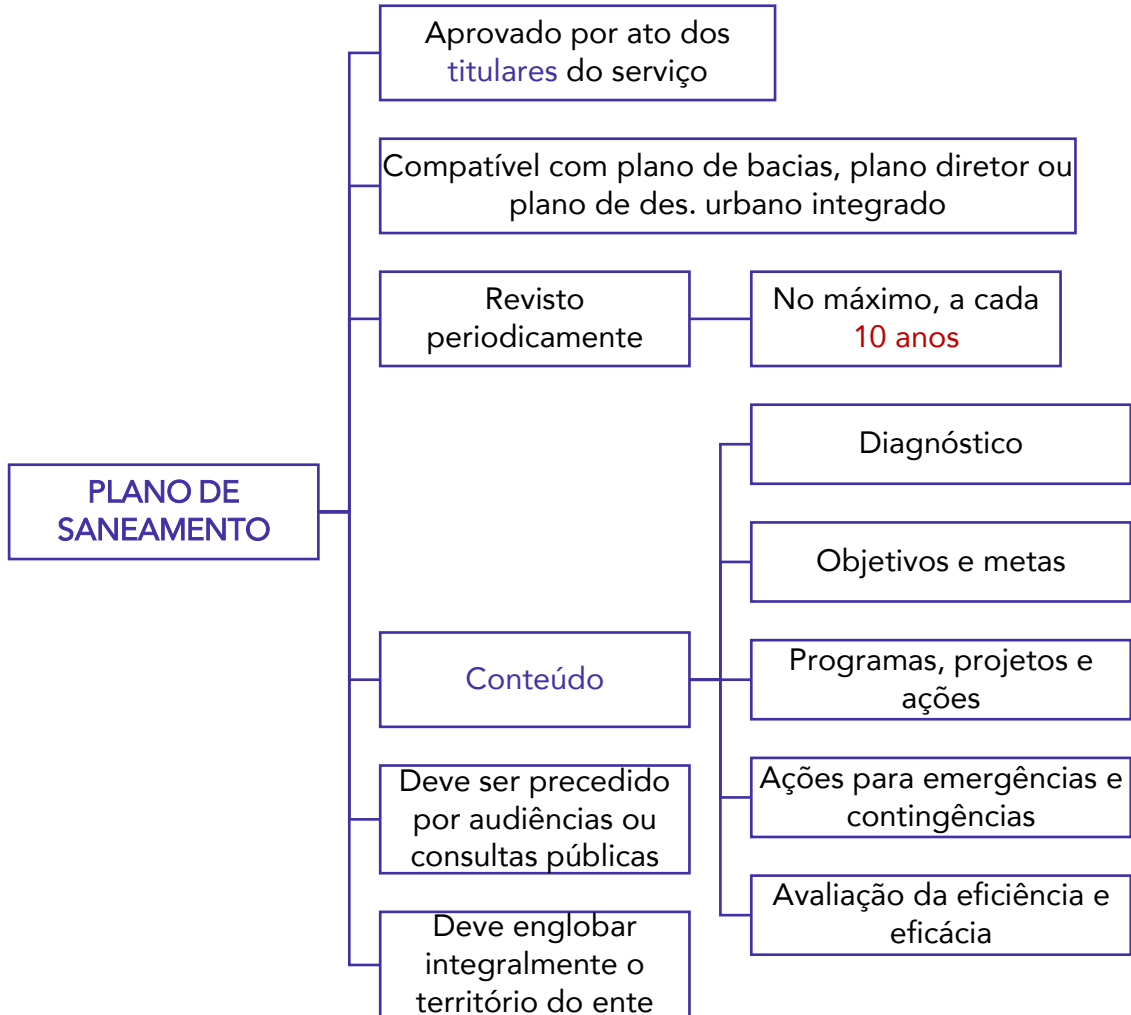 Aprovado por ato dos
titulares do serviço
Compatível com plano de bacias, plano diretor ou
plano de des. urbano integrado
Revisto
periodicamente
No máximo, a cada
10 anos
PLANO DE
SANEAMENTO
Conteúdo
Diagnóstico
Objetivos e metas
Programas, projetos e
ações
Ações para emergências e
contingências
Avaliação da eficiência e
eficácia
Deve ser precedido
por audiências ou
consultas públicas
Deve englobar
integralmente o
território do ente